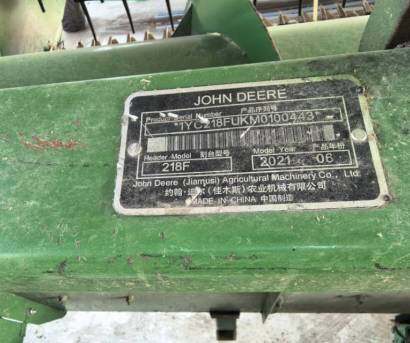 JOHN DEERE
Product Serial Number 产品序列号
*1YC218FUKM0100443*
Header Model 割台型号 Model Year 产品年份
218F 2021 - 06
John Deere (Jiamusi) Agricultural Machinery Co., Ltd.
约翰·迪尔(佳木斯)农业机械有限公司
MADE IN CHINA 中国制造